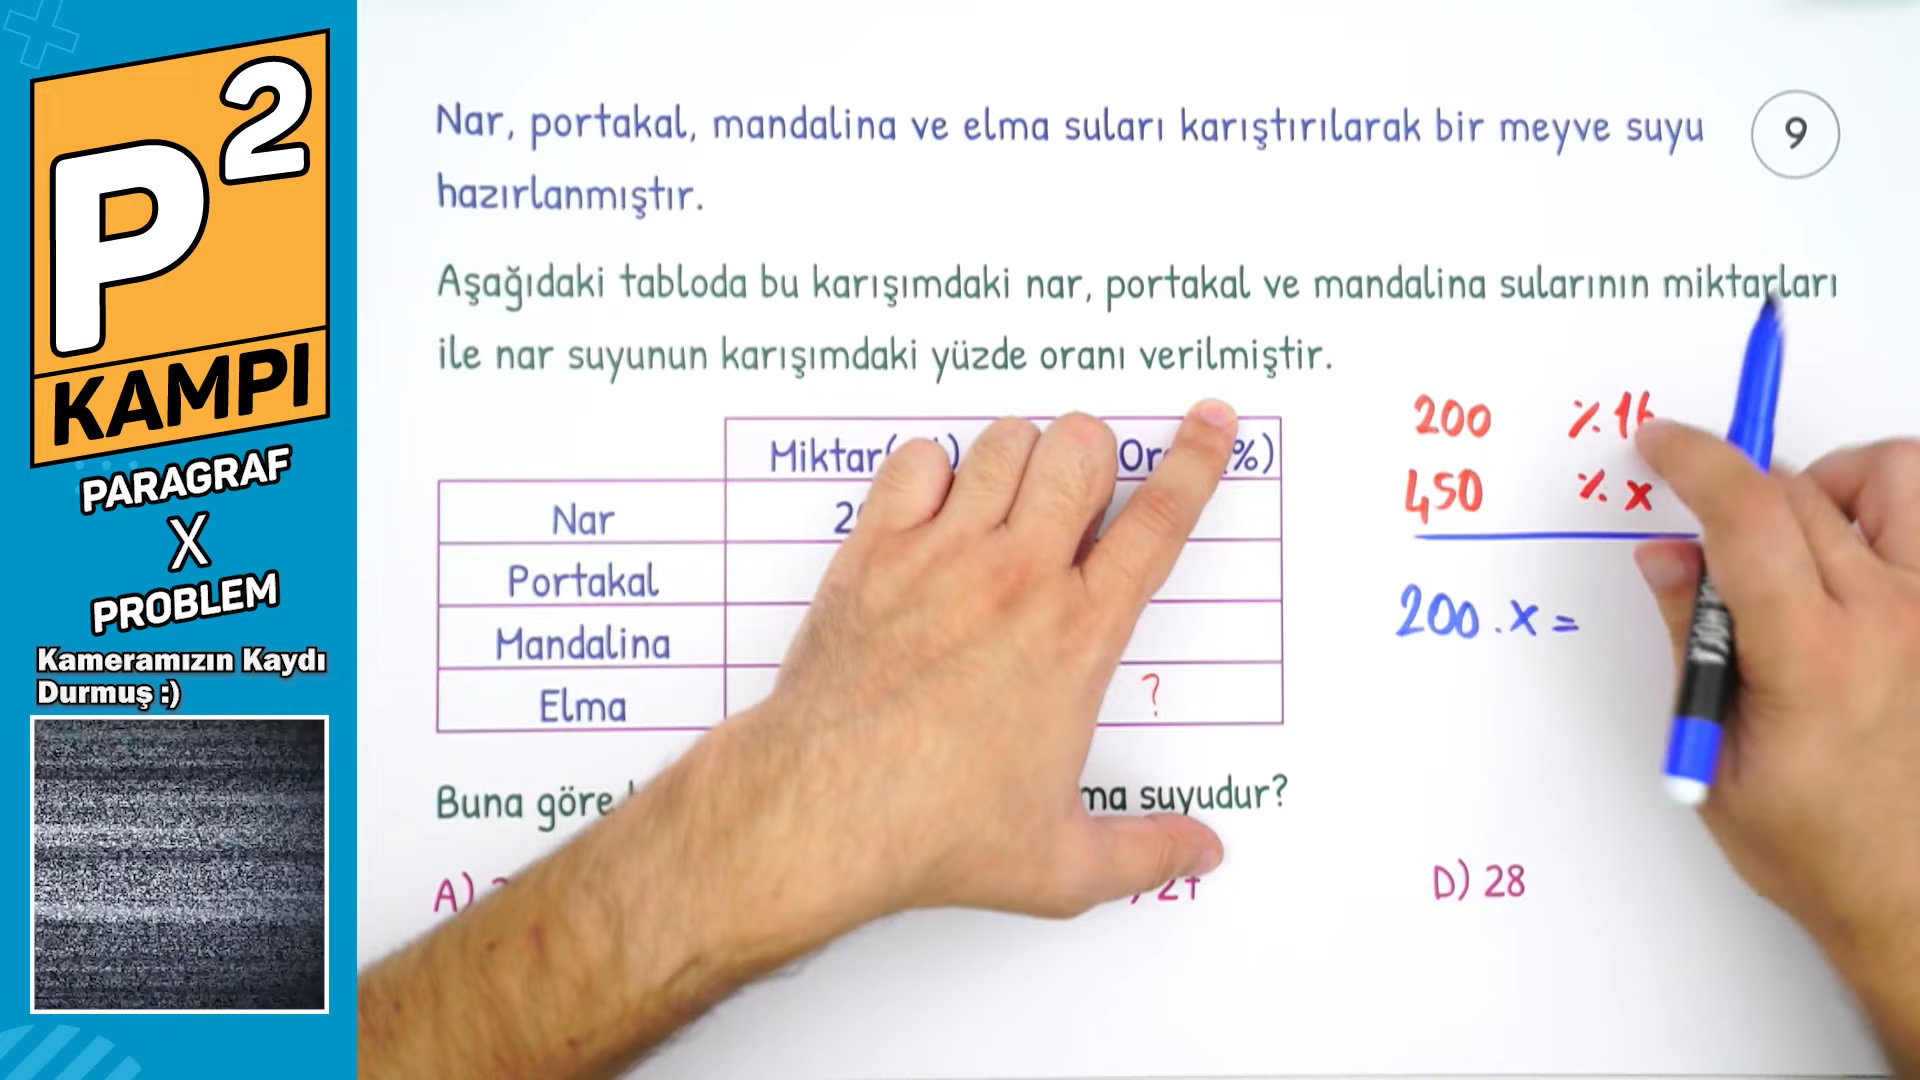 P²
KAMPI
PARAGRAF
X
PROBLEM
Kameramızın Kaydı
Durmuş :)
Nar, portakal, mandalina ve elma suları karıştırılarak bir meyve suyu
hazırlanmıştır.
9
Aşağıdaki tabloda bu karışımdaki nar, portakal ve mandalina sularının miktarları
ile nar suyunun karışımdaki yüzde oranı verilmiştir.
Nar
Portakal
Mandalina
Elma ?
200 % 16
450 % x
200 . x =
Buna göre suyudur?
A)
D) 28